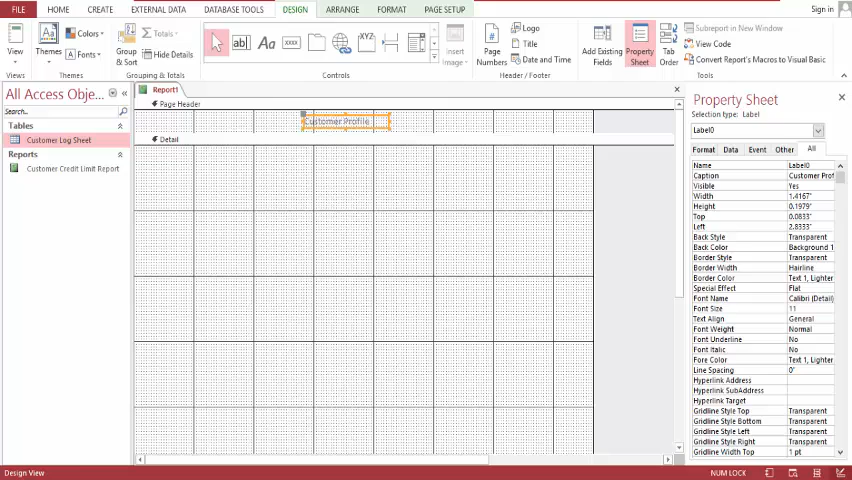 FILE HOME CREATE EXTERNAL DATA DATABASE TOOLS DESIGN ARRANGE FORMAT PAGE SETUP Sign in
View
Views
Themes
Colors
Fonts
Themes
Group & Sort
Totals
Hide Details
Grouping & Totals
ab|
Aa
xxxx
XYZ
Controls
Insert Image
Page Numbers
Logo
Title
Date and Time
Header / Footer
Add Existing Fields
Property Sheet
Tab Order
Subreport in New Window
View Code
Convert Report's Macros to Visual Basic
Tools
All Access Obje...
Search...
Tables
Customer Log Sheet
Reports
Customer Credit Limit Report
Report1
Page Header
Customer Profile
Detail
Property Sheet
Selection type: Label
Label0
Format Data Event Other All
Name Label0
Caption Customer Prof
Visible Yes
Width 1.4167"
Height 0.1979"
Top 0.0833"
Left 2.8333"
Back Style Transparent
Back Color Background 1
Border Style Transparent
Border Width Hairline
Border Color Text 1, Lighter
Special Effect Flat
Font Name Calibri (Detail)
Font Size 11
Text Align General
Font Weight Normal
Font Underline No
Font Italic No
Fore Color Text 1, Lighter
Line Spacing 0"
Hyperlink Address
Hyperlink SubAddress
Hyperlink Target
Gridline Style Top Transparent
Gridline Style Bottom Transparent
Gridline Style Left Transparent
Gridline Style Right Transparent
Gridline Width Top 1 pt
Design View NUM LOCK